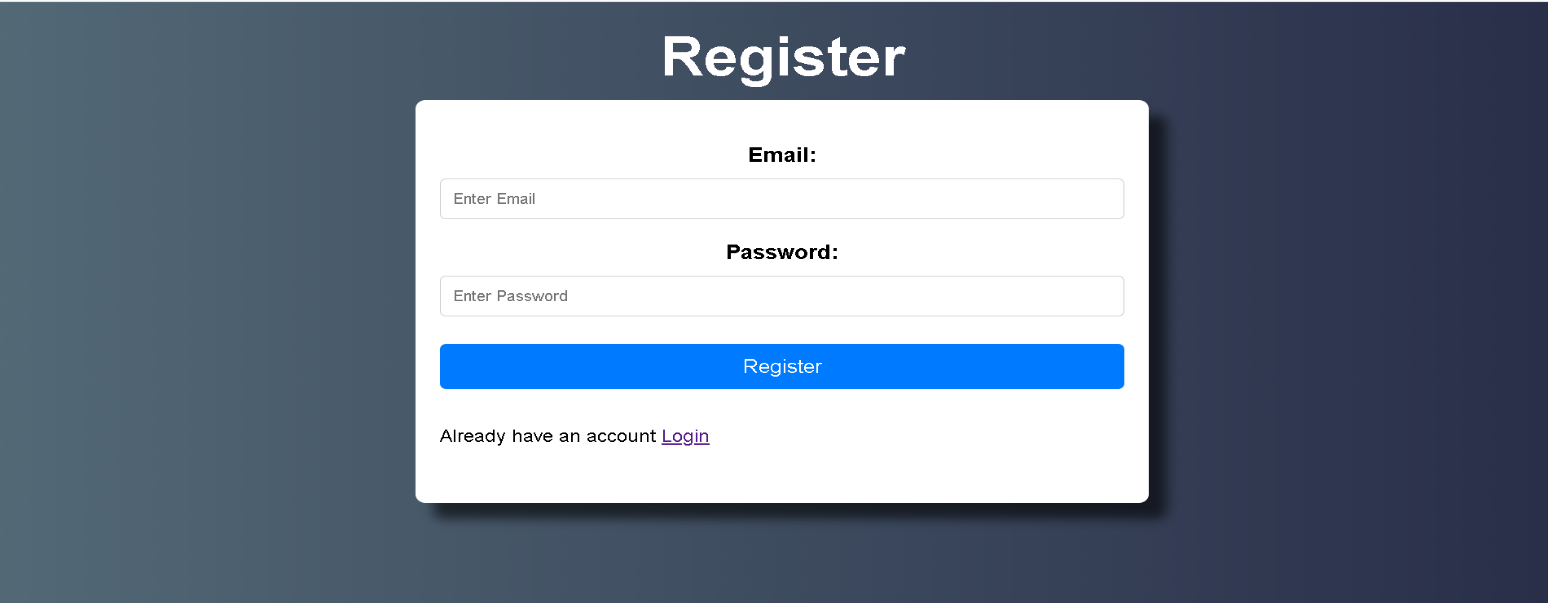 Register
Email:
Enter Email
Password:
Enter Password
Register
Already have an account Login